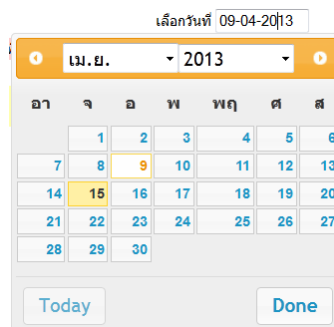 เลือกวันที่ 09-04-2013
เม.ย. 2013
อา จ อ พ พฤ ศ ส
1 2 3 4 5 6
7 8 9 10 11 12 13
14 15 16 17 18 19 20
21 22 23 24 25 26 27
28 29 30
Today Done